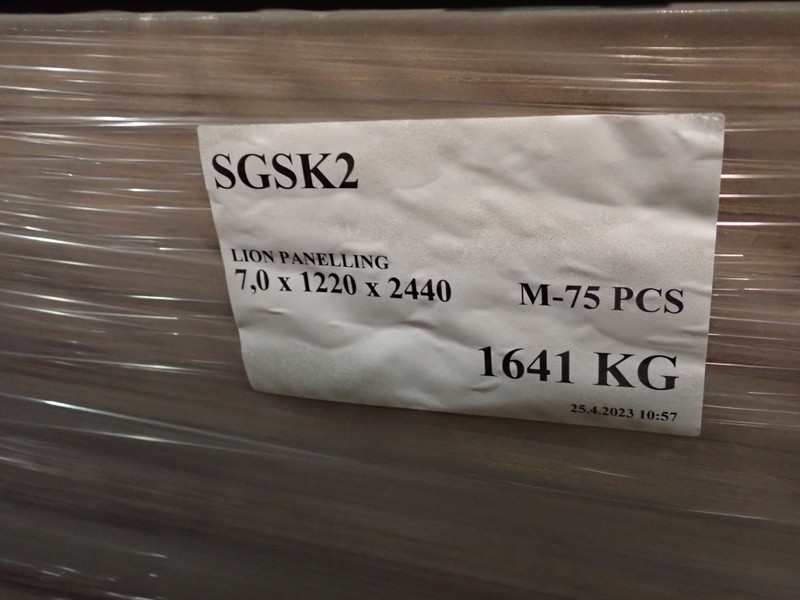 SGSK2
LION PANELLING
7,0 x 1220 x 2440
M-75 PCS
1641 KG
25.4.2023 10:57